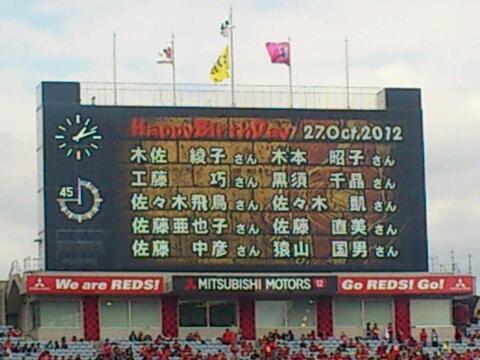 Happy BirthDay! 27.Oct.2012
木佐 綾子さん 木本 昭子さん
工藤 巧さん 黒須 千晶さん
佐々木飛鳥さん 佐々木 凱さん
佐藤亜也子さん 佐藤 直美さん
佐藤 中彦さん 猿山 国男さん
45
We are REDS! MITSUBISHI MOTORS 12 Go REDS! Go!